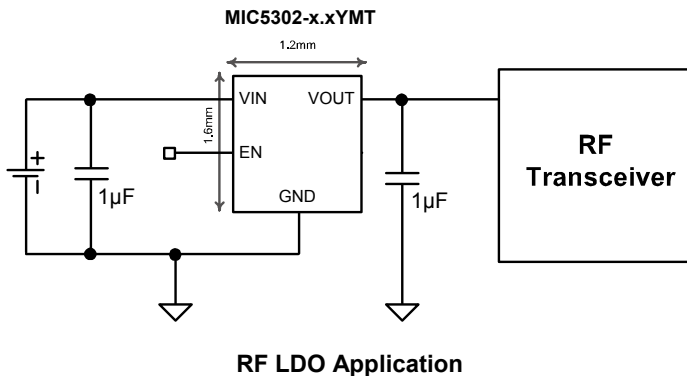 MIC5302-x.xYMT
1.2mm
1.6mm
VIN
VOUT
EN
GND
+
–
1µF
1µF
RF
Transceiver
RF LDO Application